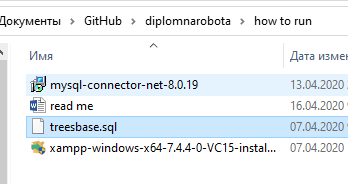 Документы > GitHub > diplomnarobota > how to run
Имя
Дата измен
mysql-connector-net-8.0.19 13.04.2020
read me 16.04.2020
treesbase.sql 07.04.2020
xampp-windows-x64-7.4.4-0-VC15-instal... 07.04.2020